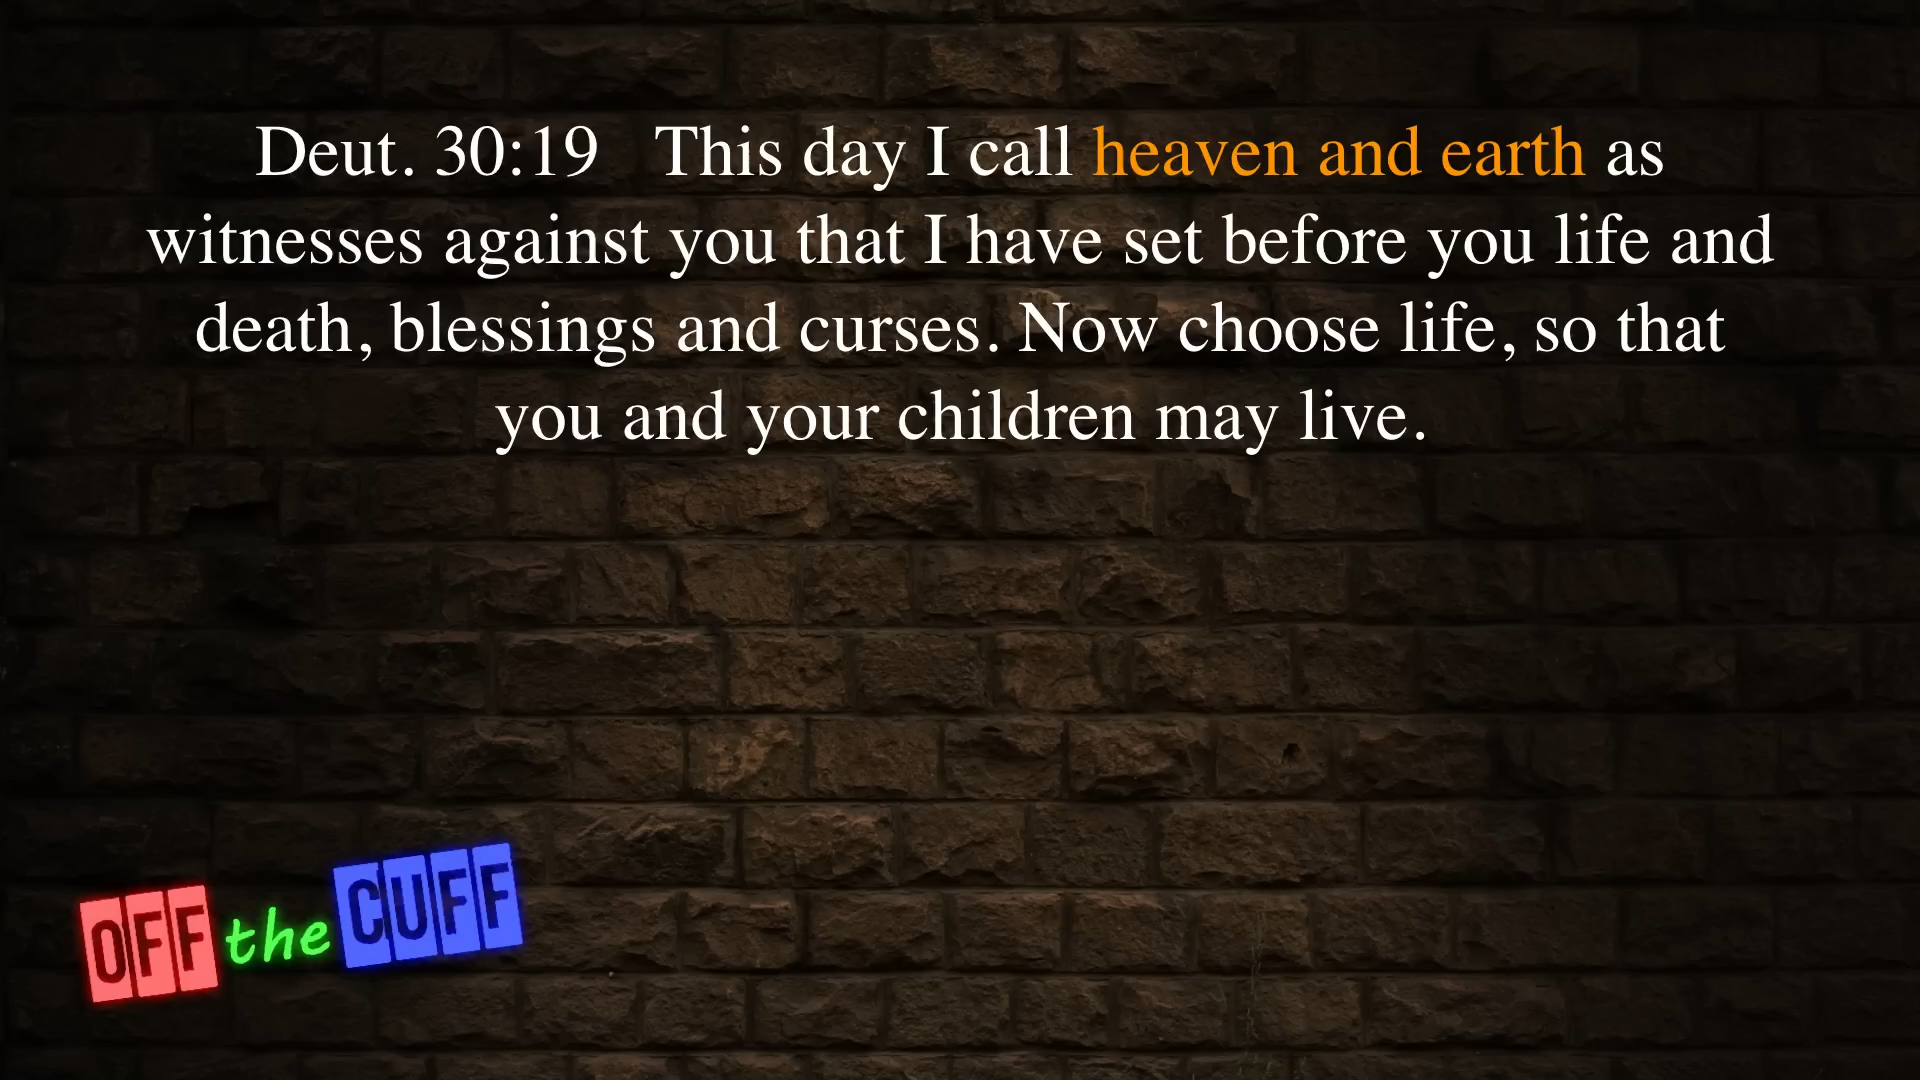 Deut. 30:19   This day I call heaven and earth as
witnesses against you that I have set before you life and
death, blessings and curses. Now choose life, so that
you and your children may live.
OFF the CUFF